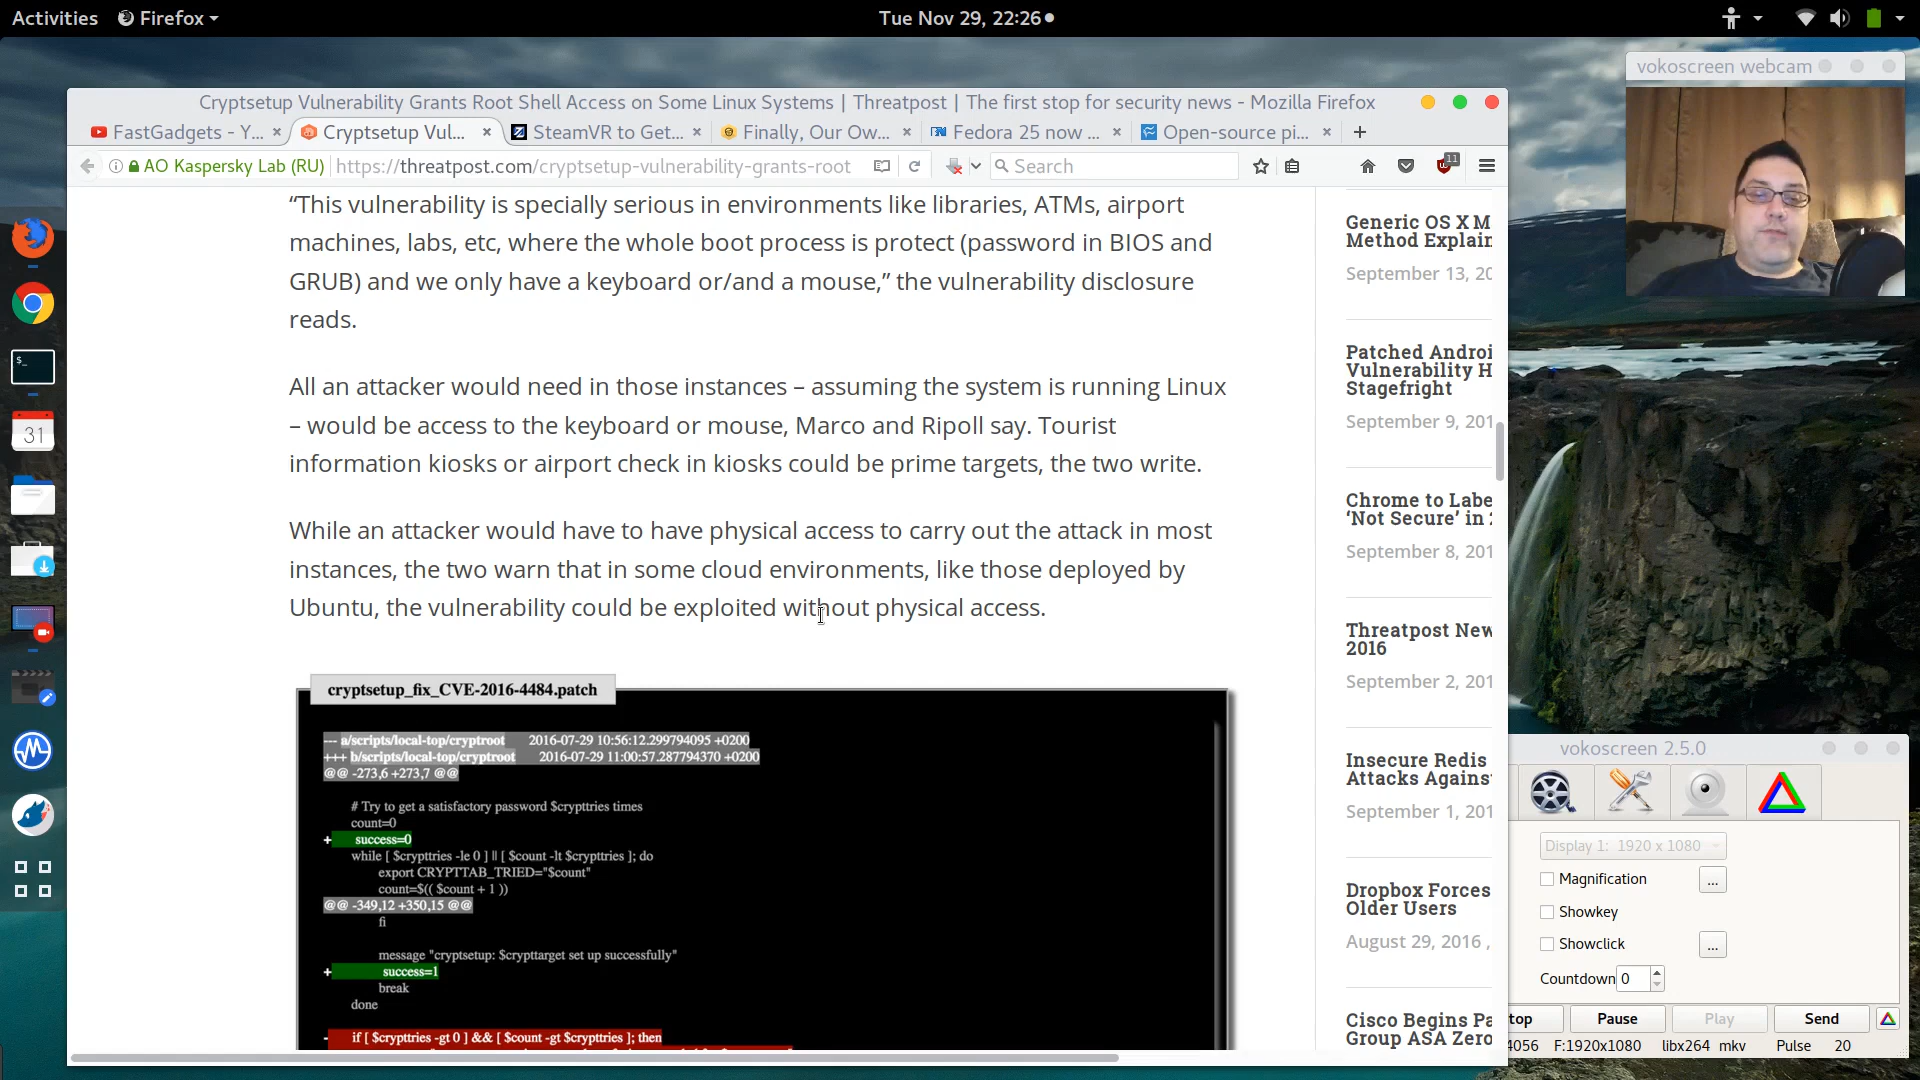 Activities
Firefox
Tue Nov 29, 22:26
vokoscreen webcam
Cryptsetup Vulnerability Grants Root Shell Access on Some Linux Systems | Threatpost | The first stop for security news - Mozilla Firefox
FastGadgets - Y...
Cryptsetup Vul...
SteamVR to Get...
Finally, Our Ow...
Fedora 25 now ...
Open-source pi...
AO Kaspersky Lab (RU)
https://threatpost.com/cryptsetup-vulnerability-grants-root
Search
11
“This vulnerability is specially serious in environments like libraries, ATMs, airport
machines, labs, etc, where the whole boot process is protect (password in BIOS and
GRUB) and we only have a keyboard or/and a mouse,” the vulnerability disclosure
reads.
All an attacker would need in those instances – assuming the system is running Linux
– would be access to the keyboard or mouse, Marco and Ripoll say. Tourist
information kiosks or airport check in kiosks could be prime targets, the two write.
While an attacker would have to have physical access to carry out the attack in most
instances, the two warn that in some cloud environments, like those deployed by
Ubuntu, the vulnerability could be exploited without physical access.
cryptsetup_fix_CVE-2016-4484.patch
--- a/scripts/local-top/cryptroot 2016-07-29 10:56:12.299794095 +0200
+++ b/scripts/local-top/cryptroot 2016-07-29 11:00:57.287794370 +0200
@@ -273,6 +273,7 @@
# Try to get a satisfactory password $crypttries times
count=0
+ success=0
while [ $crypttries -le 0 ] || [ $count -lt $crypttries ]; do
export CRYPTTAB_TRIED="$count"
count=$(( $count + 1 ))
@@ -349,12 +350,15 @@
fi
message "cryptsetup: $crypttarget set up successfully"
+ success=1
break
done
- if [ $crypttries -gt 0 ] && [ $count -gt $crypttries ]; then
Generic OS X M
Method Explain
September 13, 20
Patched Androi
Vulnerability H
Stagefright
September 9, 201
Chrome to Labe
‘Not Secure’ in
September 8, 201
Threatpost New
2016
September 2, 201
Insecure Redis
Attacks Against
September 1, 201
Dropbox Forces
Older Users
August 29, 2016 ,
Cisco Begins Pa
Group ASA Zero
31
vokoscreen 2.5.0
Display 1: 1920 x 1080
Magnification
...
Showkey
Showclick
...
Countdown 0
top
Pause
Play
Send
4056 F:1920x1080 libx264 mkv Pulse 20